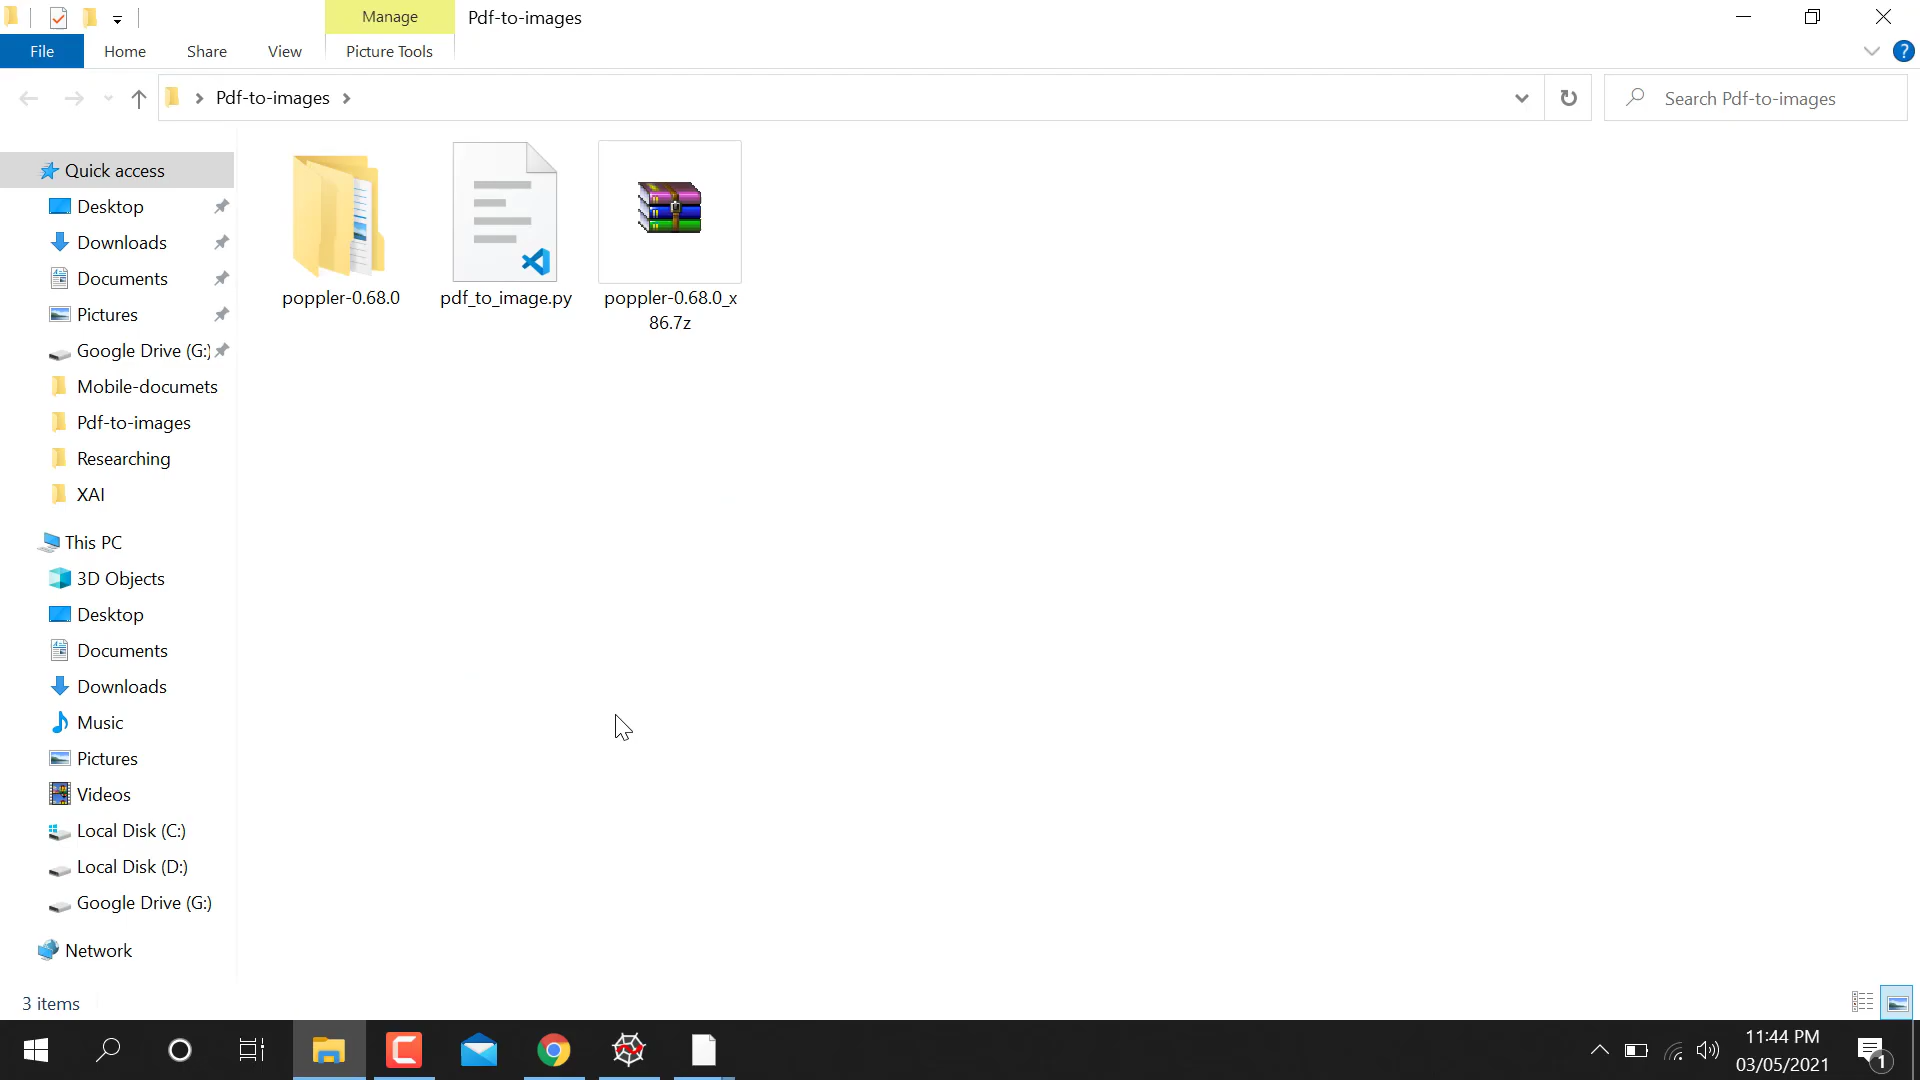 Manage
Pdf-to-images
File
Home
Share
View
Picture Tools
Pdf-to-images
Search Pdf-to-images
Quick access
Desktop
Downloads
Documents
Pictures
Google Drive (G:)
Mobile-documets
Pdf-to-images
Researching
XAI
This PC
3D Objects
Desktop
Documents
Downloads
Music
Pictures
Videos
Local Disk (C:)
Local Disk (D:)
Google Drive (G:)
Network
poppler-0.68.0
pdf_to_image.py
poppler-0.68.0_x
86.7z
3 items
11:44 PM
03/05/2021
1